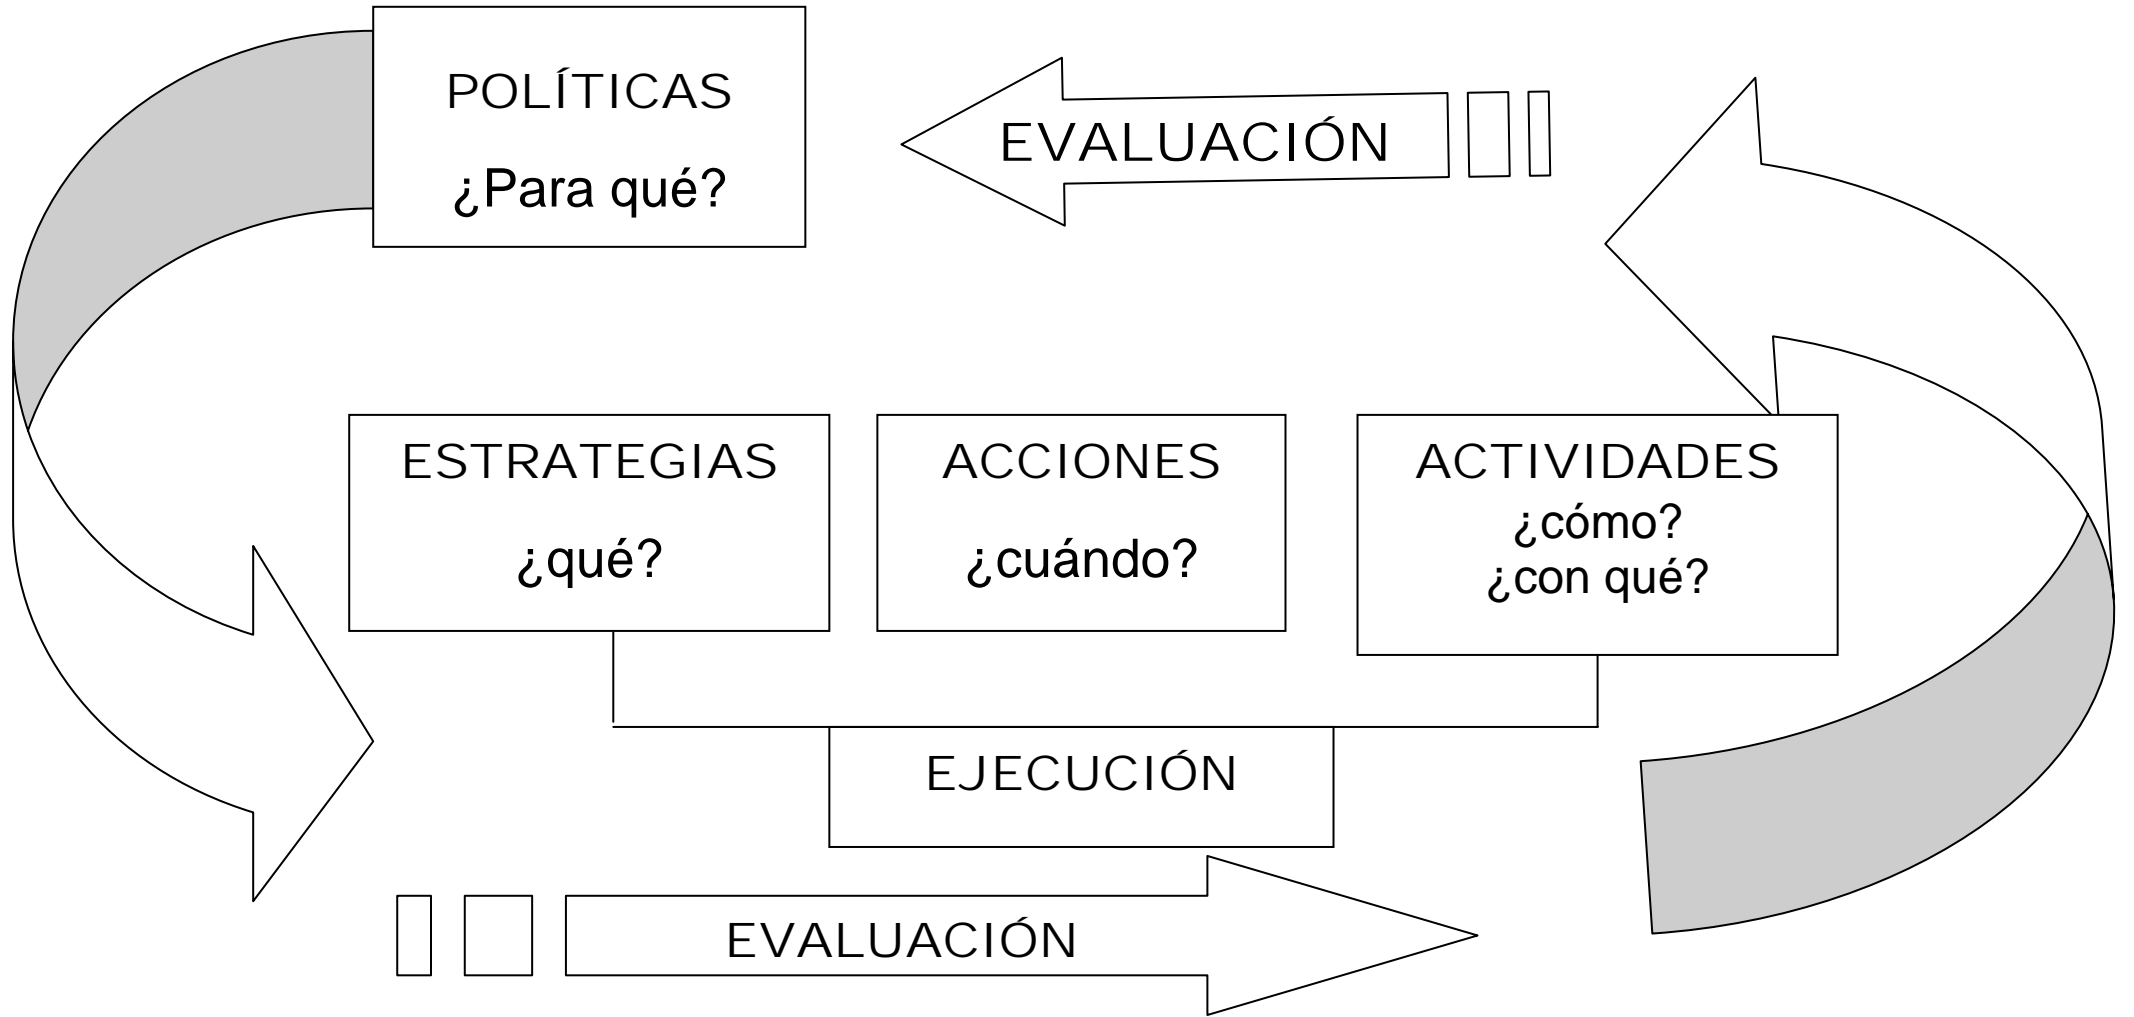 POLÍTICAS
¿Para qué?
EVALUACIÓN
ESTRATEGIAS
¿qué?
ACCIONES
¿cuándo?
ACTIVIDADES
¿cómo?
¿con qué?
EJECUCIÓN
EVALUACIÓN